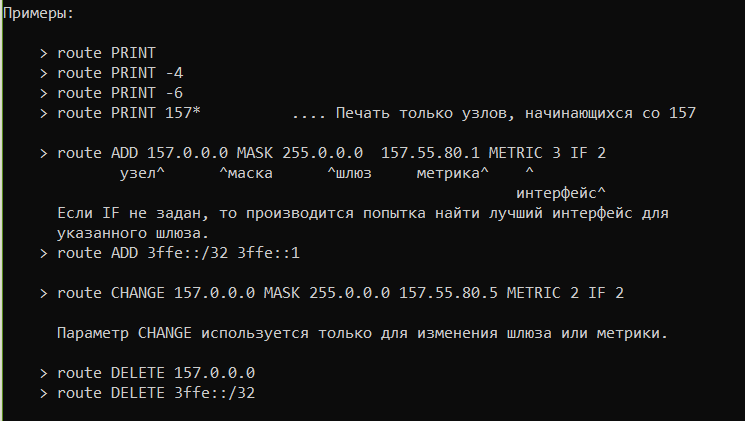 Примеры:
> route PRINT
> route PRINT -4
> route PRINT -6
> route PRINT 157*          .... Печать только узлов, начинающихся со 157
> route ADD 157.0.0.0 MASK 255.0.0.0  157.55.80.1 METRIC 3 IF 2
узел^      ^маска      ^шлюз     метрика^    ^
интерфейс^
Если IF не задан, то производится попытка найти лучший интерфейс для
указанного шлюза.
> route ADD 3ffe::/32 3ffe::1
> route CHANGE 157.0.0.0 MASK 255.0.0.0 157.55.80.5 METRIC 2 IF 2
Параметр CHANGE используется только для изменения шлюза или метрики.
> route DELETE 157.0.0.0
> route DELETE 3ffe::/32